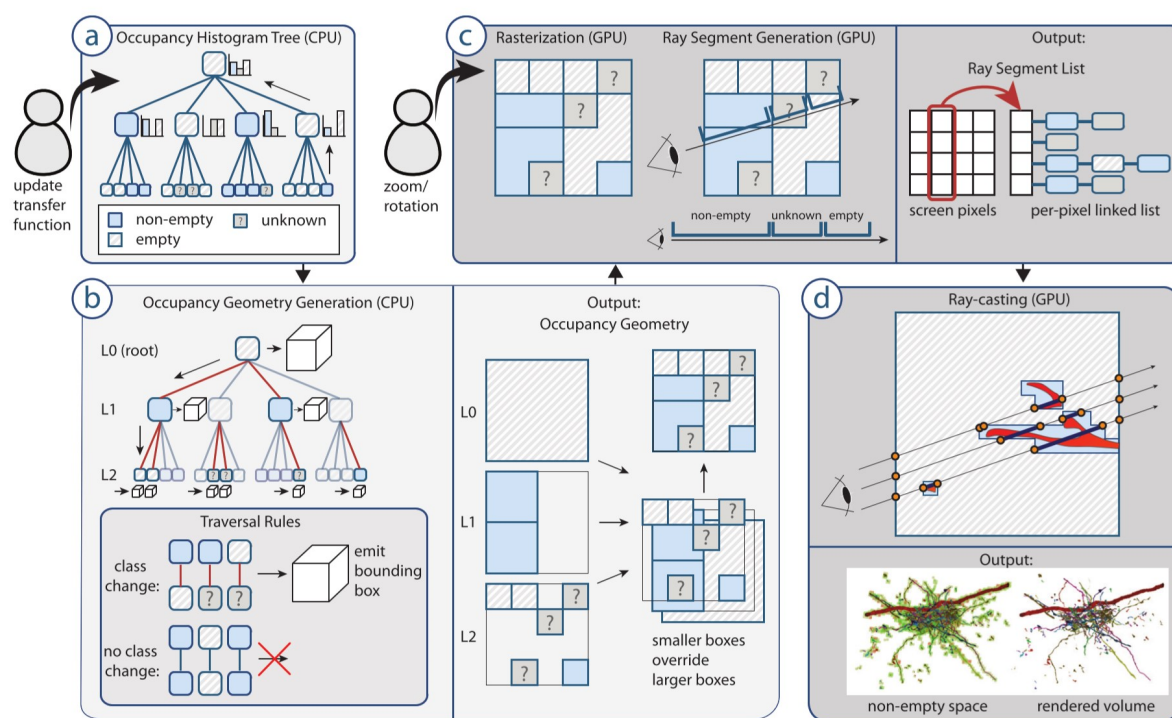 a
Occupancy Histogram Tree (CPU)
?
?
?
update
transfer
function
non-empty
? unknown
empty
c
Rasterization (GPU)
?
?
?
zoom/
rotation
Ray Segment Generation (GPU)
?
?
?
non-empty
unknown
empty
Output:
Ray Segment List
screen pixels
per-pixel linked list
b
Occupancy Geometry Generation (CPU)
L0 (root)
L1
L2
?
?
?
Traversal Rules
class
change:
?
?
emit
bounding
box
no class
change:
Output:
Occupancy Geometry
L0
L1
L2
?
?
?
?
?
?
?
?
?
smaller boxes
override
larger boxes
d
Ray-casting (GPU)
Output:
non-empty space
rendered volume